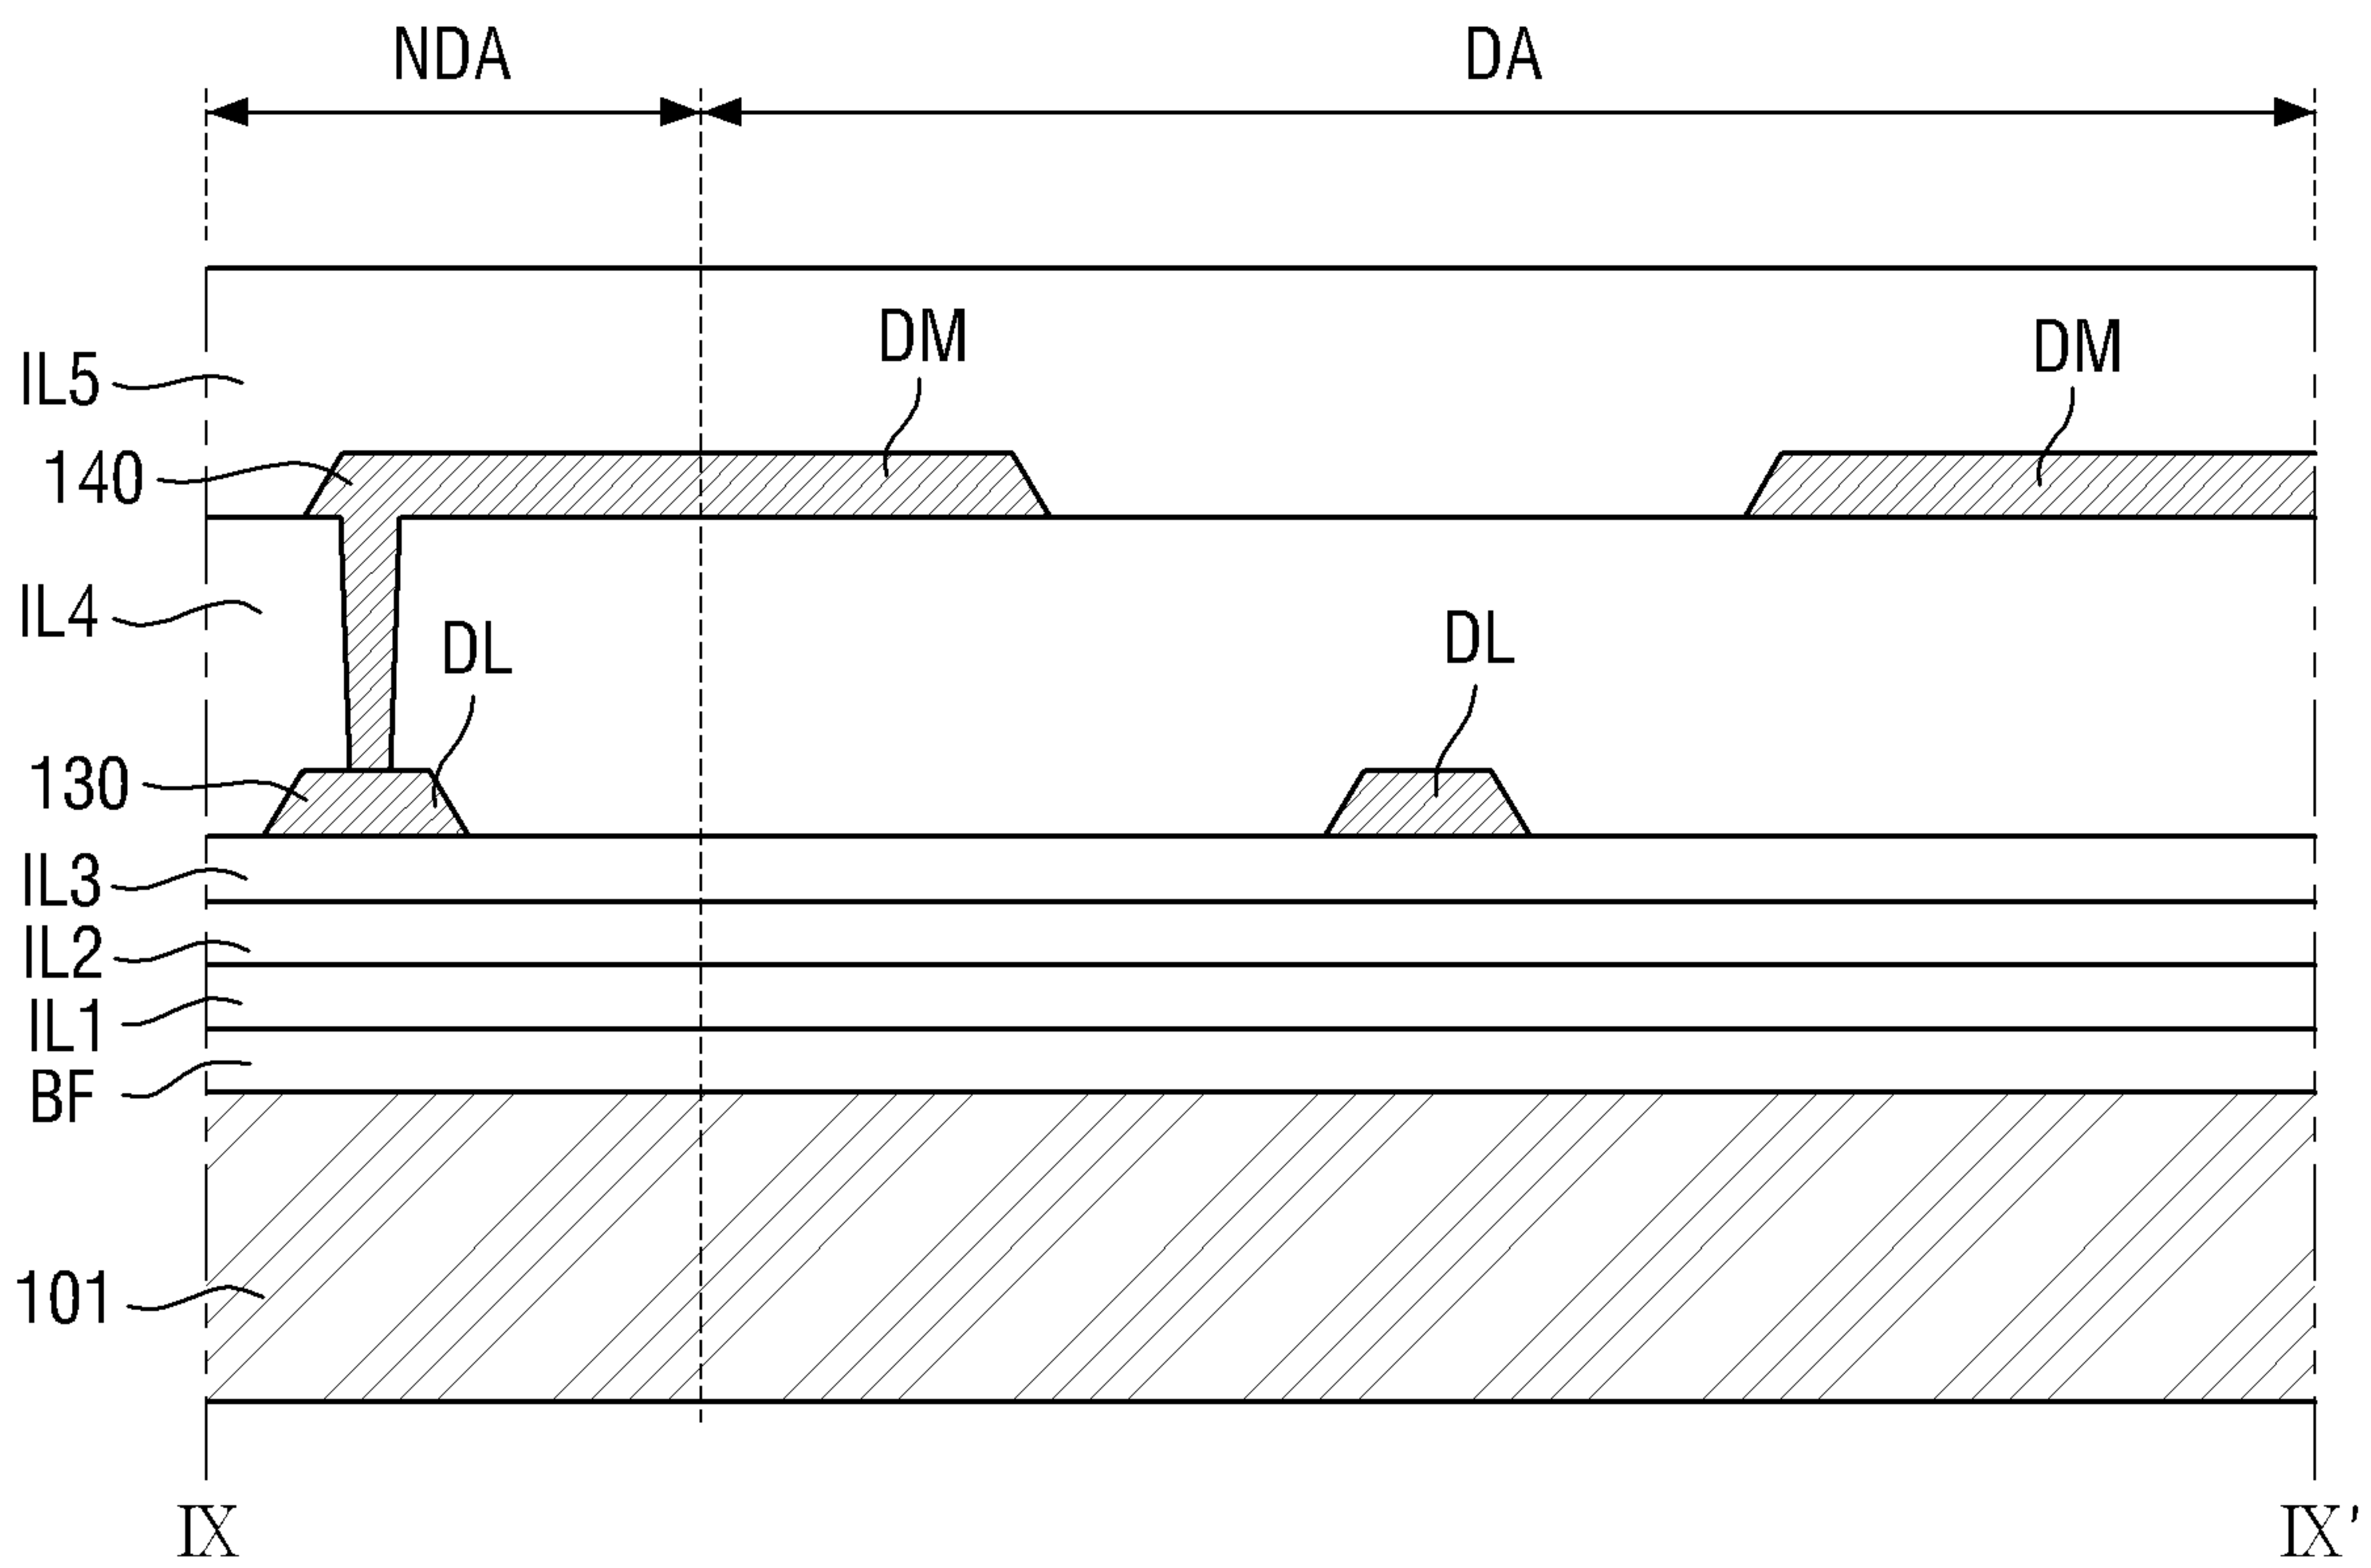 NDA DA
DM
DM
IL5
140
IL4
DL
DL
130
IL3
IL2
IL1
BF
101
IX IX'